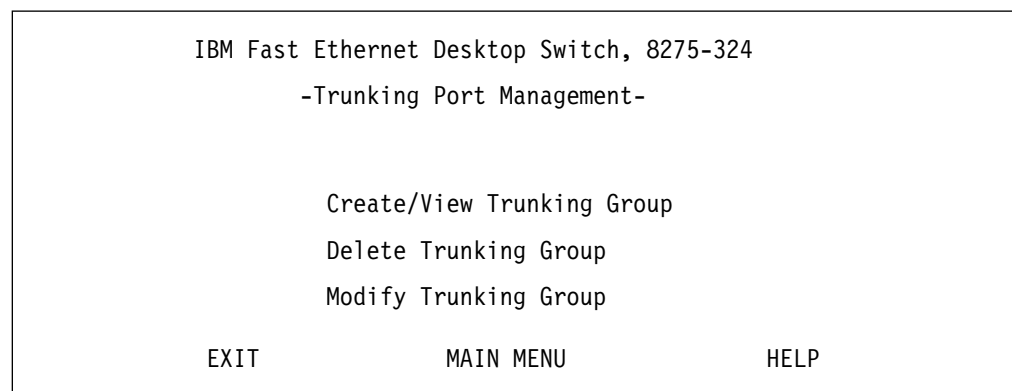 IBM Fast Ethernet Desktop Switch, 8275-324
-Trunking Port Management-
Create/View Trunking Group
Delete Trunking Group
Modify Trunking Group
EXIT MAIN MENU HELP